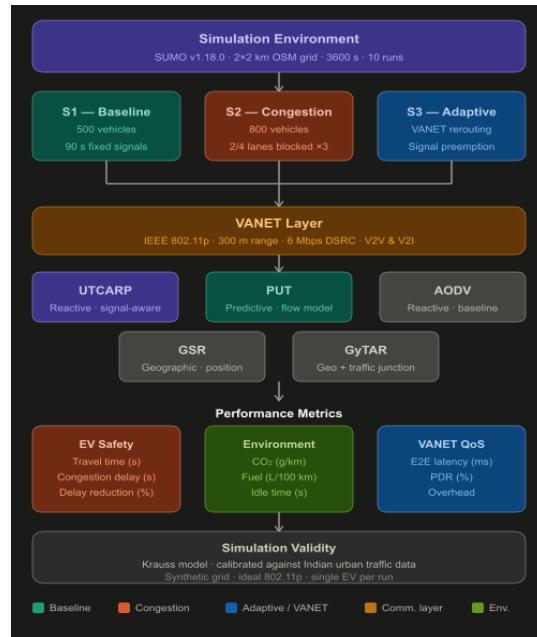 Simulation Environment
SUMO v1.18.0 · 2×2 km OSM grid · 3600 s · 10 runs
S1 — Baseline
500 vehicles
90 s fixed signals
S2 — Congestion
800 vehicles
2/4 lanes blocked ×3
S3 — Adaptive
VANET rerouting
Signal preemption
VANET Layer
IEEE 802.11p · 300 m range · 6 Mbps DSRC · V2V & V2I
UTCARP
Reactive · signal-aware
PUT
Predictive · flow model
AODV
Reactive · baseline
GSR
Geographic · position
GyTAR
Geo + traffic junction
Performance Metrics
EV Safety
Travel time (s)
Congestion delay (s)
Delay reduction (%)
Environment
CO₂ (g/km)
Fuel (L/100 km)
Idle time (s)
VANET QoS
E2E latency (ms)
PDR (%)
Overhead
Simulation Validity
Krauss model · calibrated against Indian urban traffic data
Synthetic grid · ideal 802.11p · single EV per run
Baseline
Congestion
Adaptive / VANET
Comm. layer
Env.